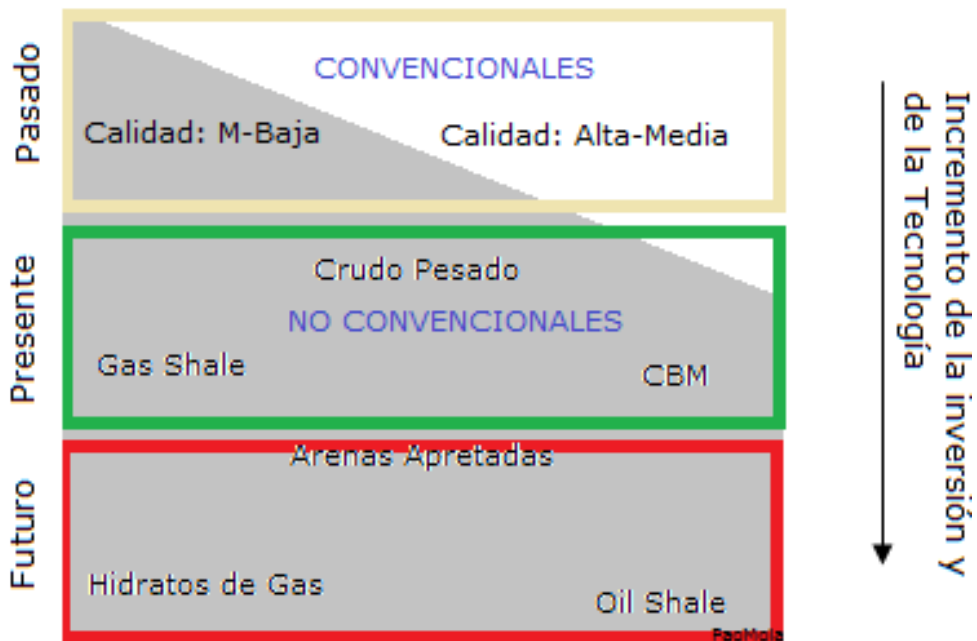 Pasado
CONVENCIONALES
Calidad: M-Baja
Calidad: Alta-Media
Presente
Crudo Pesado
NO CONVENCIONALES
Gas Shale
CBM
Futuro
Arenas Apretadas
Hidratos de Gas
Oil Shale
PaoMola
Incremento de la inversión y
de la Tecnología